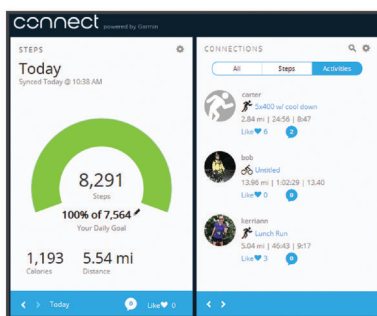 connect powered by Garmin
STEPS
Today
Synced Today @ 10:38 AM
8,291
Steps
100% of 7,564
Your Daily Goal
1,193
Calories
5.54 mi
Distance
Today
0
Like 0
CONNECTIONS
All
Steps
Activities
carter
5x400 w/ cool down
2.84 mi | 24:56 | 8:47
Like 6
2
bob
Untitled
13.96 mi | 1:02:29 | 13.40
Like 0
0
kerriann
Lunch Run
5.04 mi | 46:43 | 9:17
Like 3
0